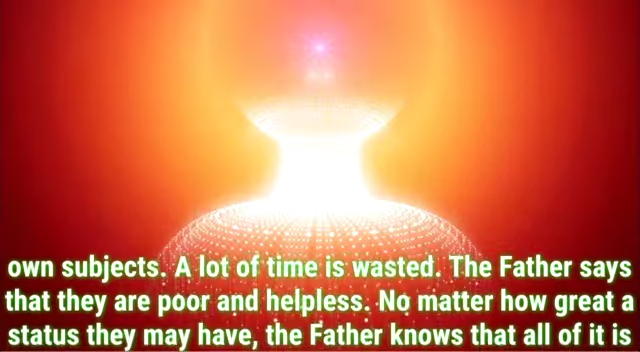 own subjects. A lot of time is wasted. The Father says
that they are poor and helpless. No matter how great a
status they may have, the Father knows that all of it is